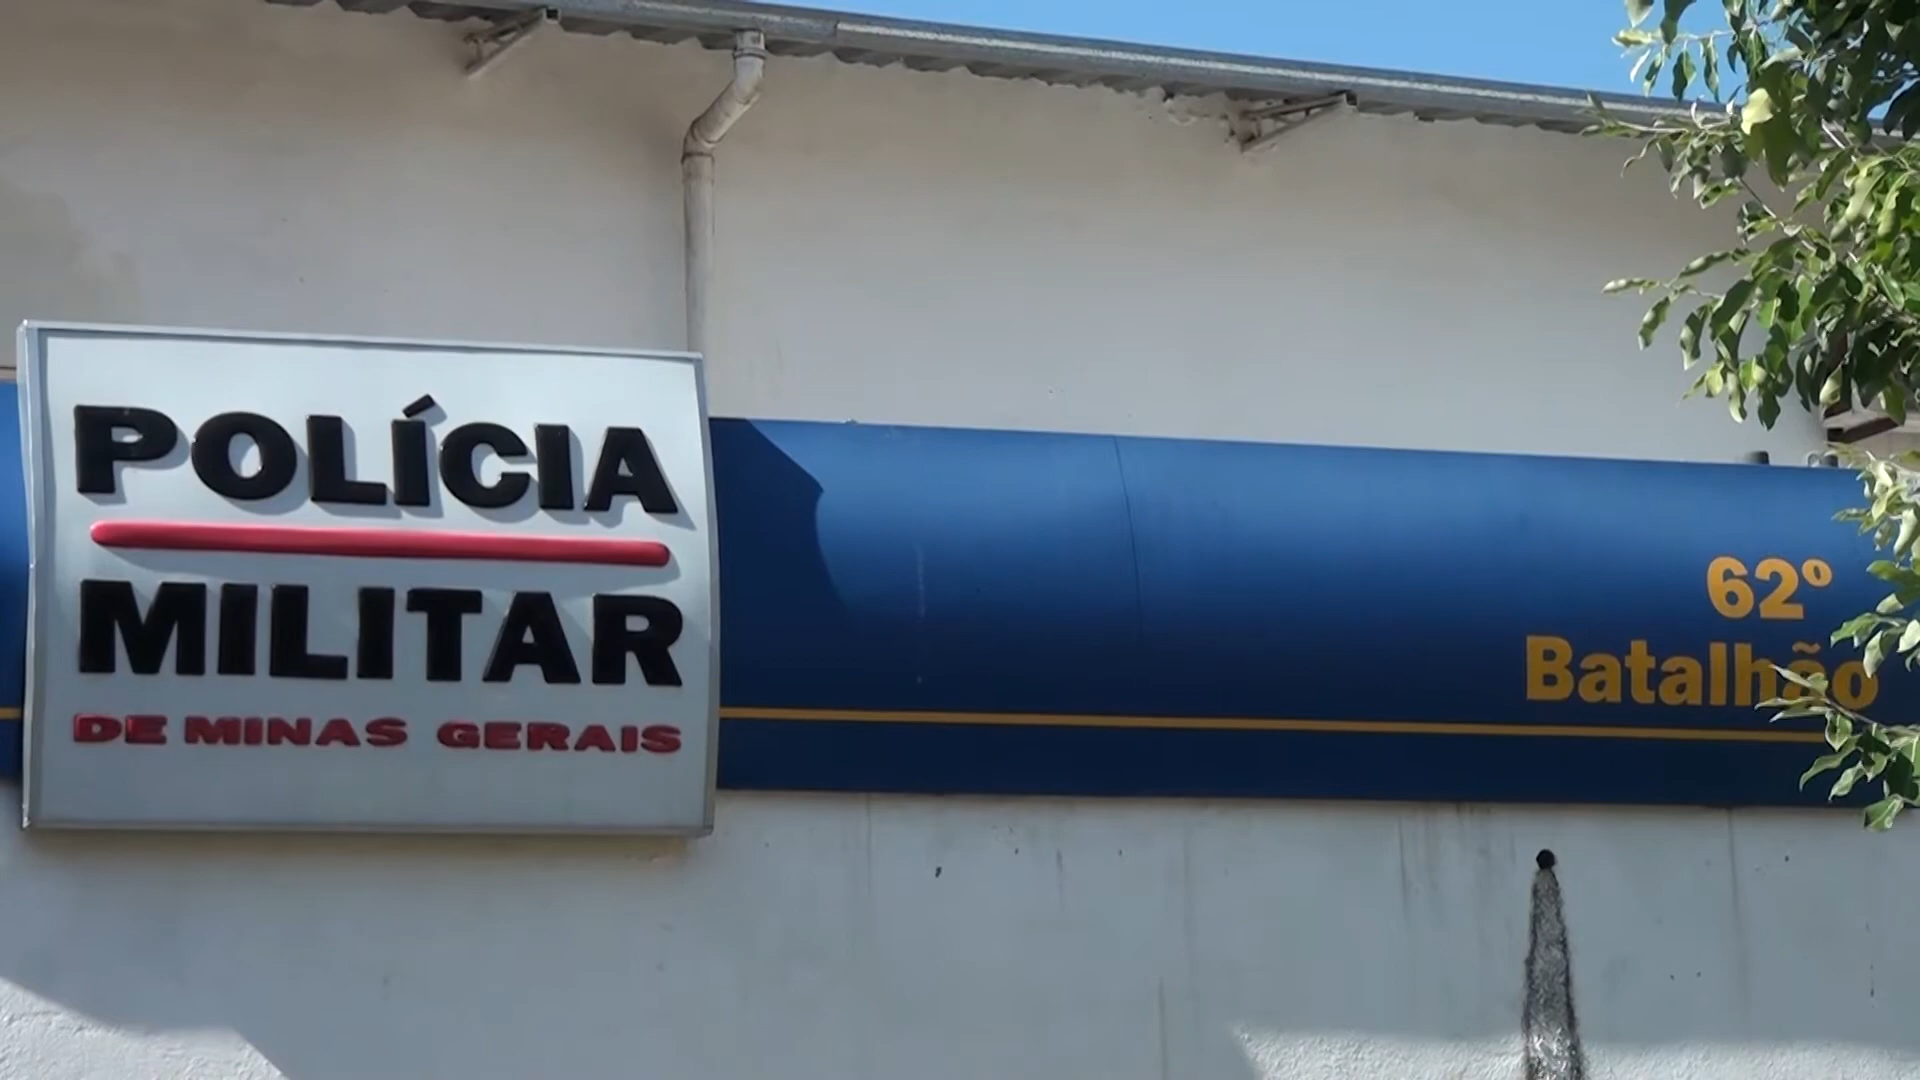 POLÍCIA
MILITAR
DE MINAS GERAIS
62º
Batalhão